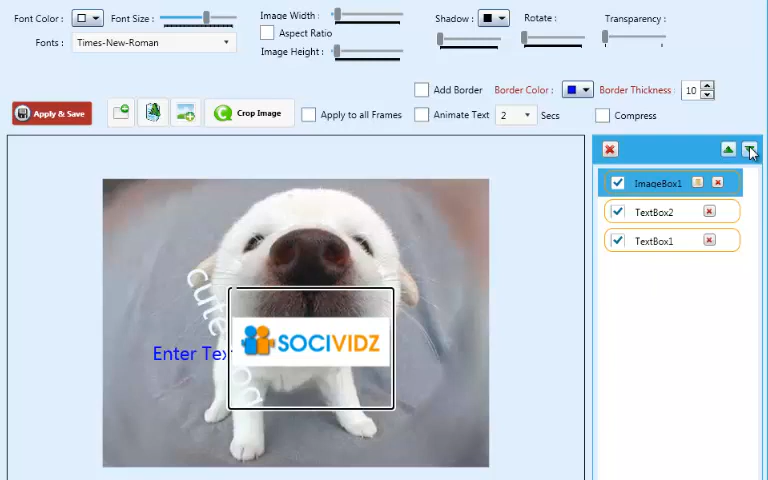 Font Color :
Font Size :
Image Width :
Shadow :
Rotate :
Transparency :
Fonts :
Times-New-Roman
Aspect Ratio
Image Height :
Add Border
Border Color :
Border Thickness :
10
Apply & Save
Crop Image
Apply to all Frames
Animate Text
2
Secs
Compress
ImageBox1
TextBox2
TextBox1
cute
Enter Tex
SOCIVIDZ